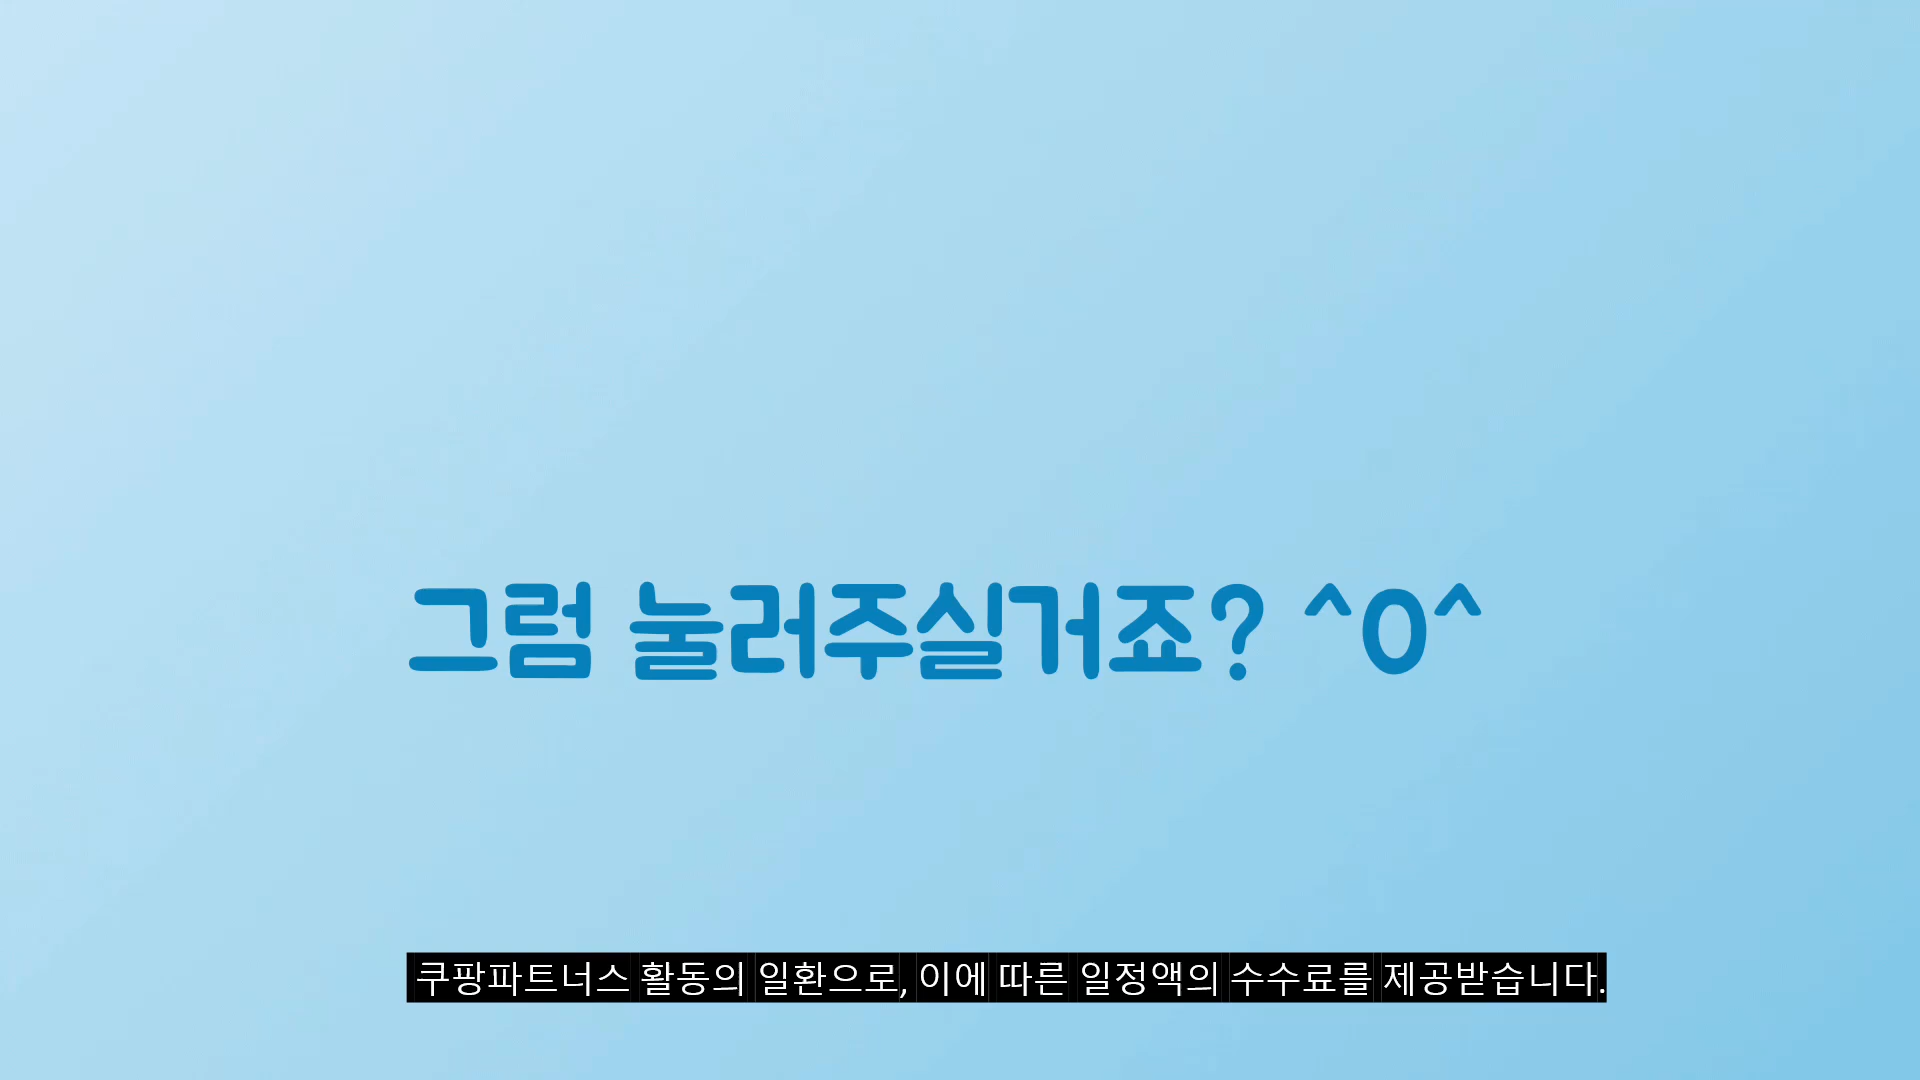 그럼 눌러주실거죠? ^0^
쿠팡파트너스 활동의 일환으로, 이에 따른 일정액의 수수료를 제공받습니다.